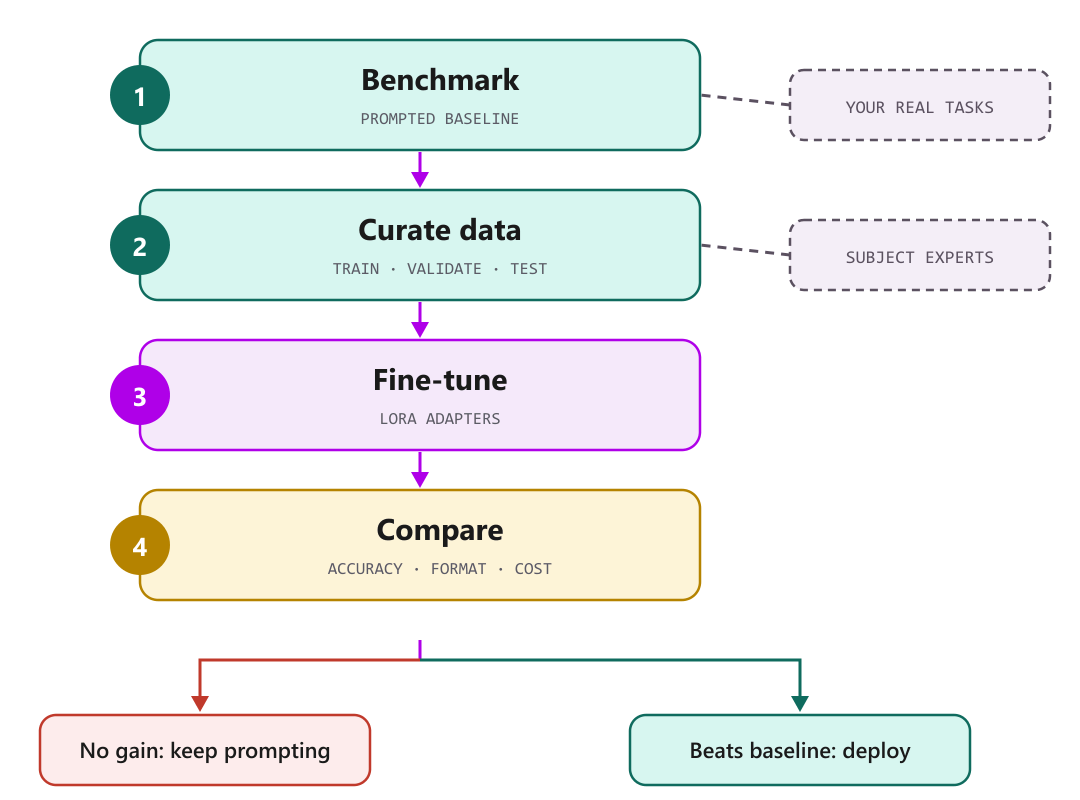 1
Benchmark
PROMPTED BASELINE
YOUR REAL TASKS
2
Curate data
TRAIN · VALIDATE · TEST
SUBJECT EXPERTS
3
Fine-tune
LORA ADAPTERS
4
Compare
ACCURACY · FORMAT · COST
No gain: keep prompting
Beats baseline: deploy